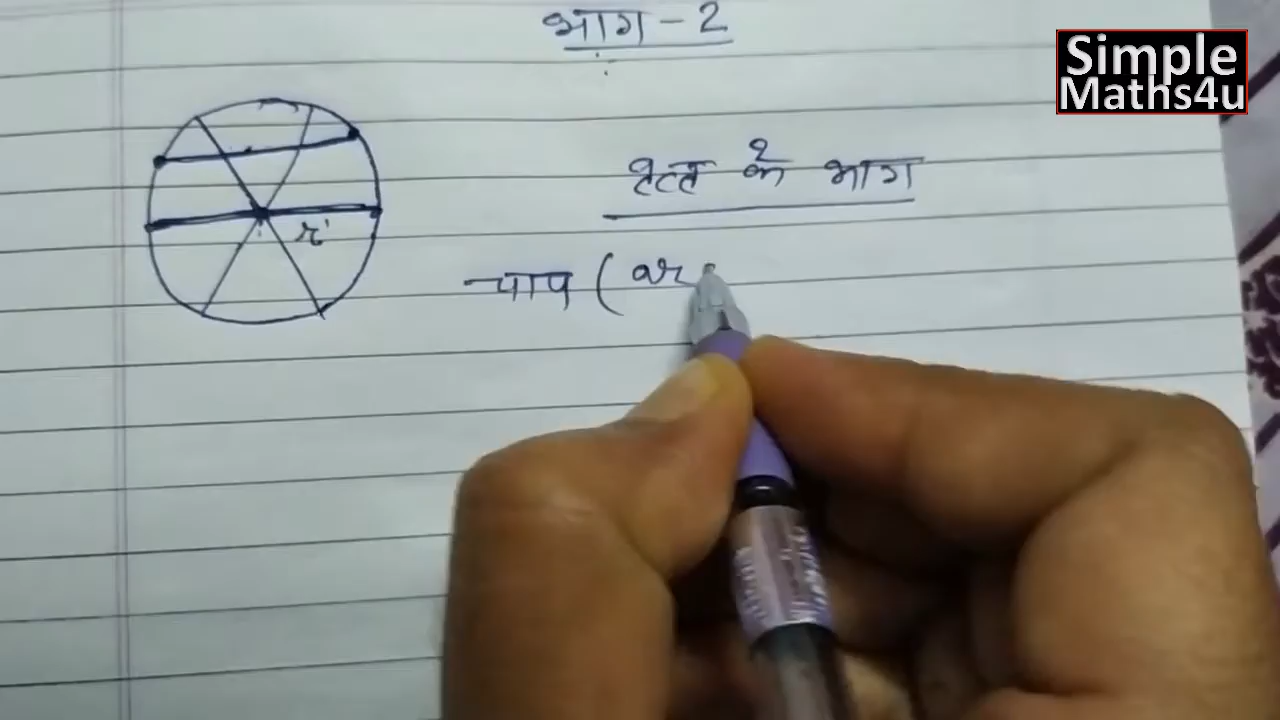 भाग - 2
Simple
Maths4u
वृत्त के भाग
r
चाप ( ar